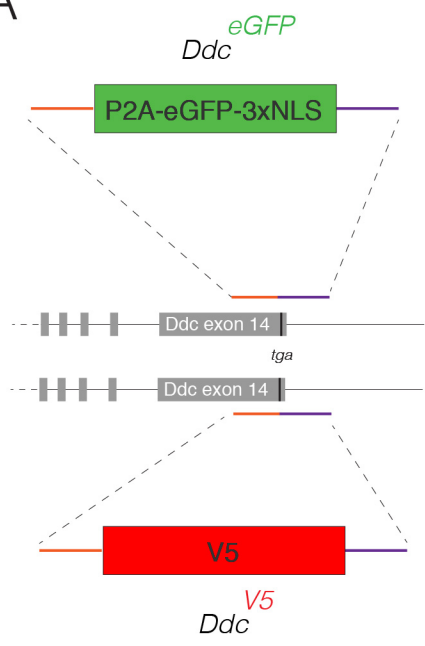 A
eGFP
Ddc
P2A-eGFP-3xNLS
Ddc exon 14
tga
Ddc exon 14
V5
V5
Ddc